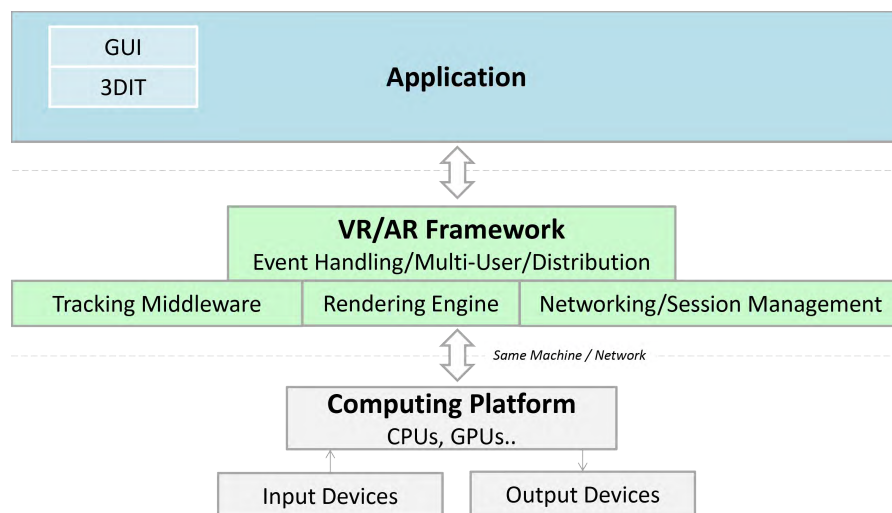 GUI
3DIT
Application
VR/AR Framework
Event Handling/Multi-User/Distribution
Tracking Middleware
Rendering Engine
Networking/Session Management
Same Machine / Network
Computing Platform
CPUs, GPUs..
Input Devices
Output Devices